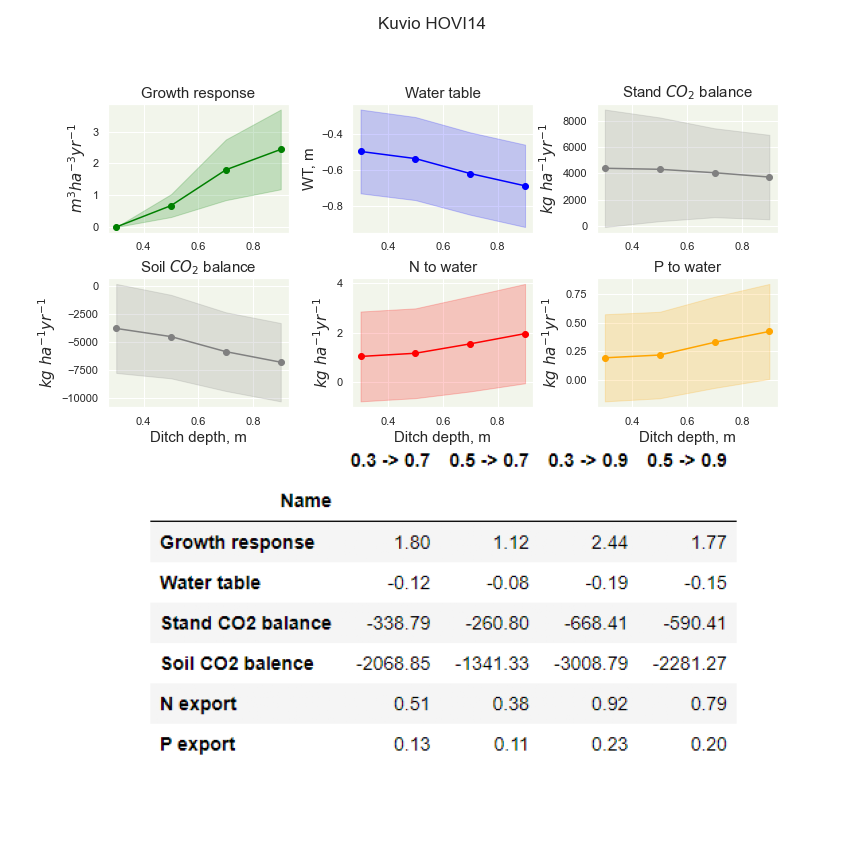 Kuvio HOVI14
Growth response
Water table
Stand CO₂ balance
m³ha⁻³yr⁻¹
3
2
1
0
0.4 0.6 0.8
WT, m
−0.4
−0.6
−0.8
0.4 0.6 0.8
kg ha⁻¹yr⁻¹
8000
6000
4000
2000
0
0.4 0.6 0.8
Soil CO₂ balance
N to water
P to water
kg ha⁻¹yr⁻¹
0
−2500
−5000
−7500
−10000
0.4 0.6 0.8
Ditch depth, m
kg ha⁻¹yr⁻¹
4
2
0
0.4 0.6 0.8
Ditch depth, m
kg ha⁻¹yr⁻¹
0.75
0.50
0.25
0.00
0.4 0.6 0.8
Ditch depth, m
0.3 -> 0.7 0.5 -> 0.7 0.3 -> 0.9 0.5 -> 0.9
Name
Growth response 1.80 1.12 2.44 1.77
Water table -0.12 -0.08 -0.19 -0.15
Stand CO2 balance -338.79 -260.80 -668.41 -590.41
Soil CO2 balence -2068.85 -1341.33 -3008.79 -2281.27
N export 0.51 0.38 0.92 0.79
P export 0.13 0.11 0.23 0.20